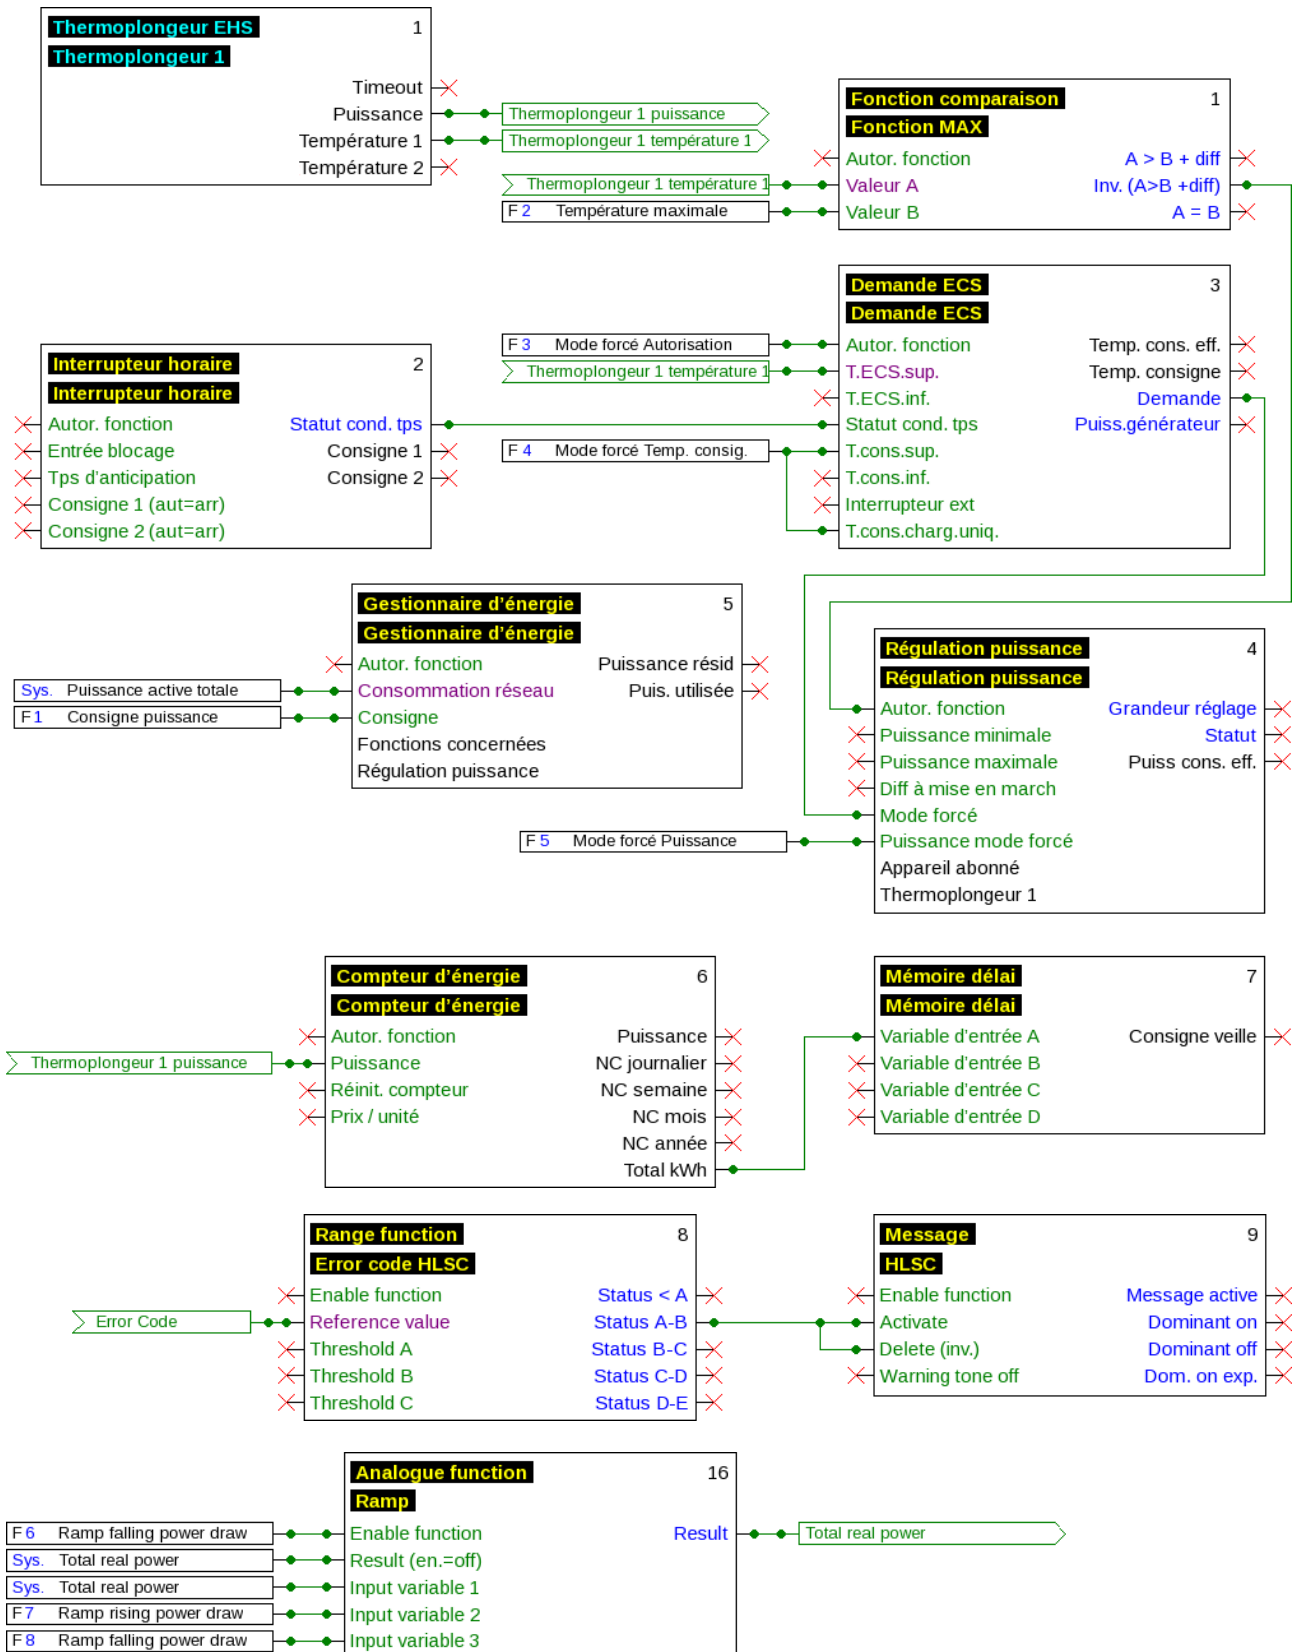 Thermoplongeur EHS 1
Thermoplongeur 1
Timeout
Puissance
Température 1
Température 2
Thermoplongeur 1 puissance
Thermoplongeur 1 température 1
Fonction comparaison 1
Fonction MAX
Autor. fonction A > B + diff
Valeur A Inv. (A>B +diff)
Valeur B A = B
Thermoplongeur 1 température 1
F 2 Température maximale
Demande ECS 3
Demande ECS
Autor. fonction Temp. cons. eff.
T.ECS.sup. Temp. consigne
T.ECS.inf. Demande
Statut cond. tps Puiss.générateur
T.cons.sup.
T.cons.inf.
Interrupteur ext
T.cons.charg.uniq.
F 3 Mode forcé Autorisation
Thermoplongeur 1 température 1
F 4 Mode forcé Temp. consig.
Interrupteur horaire 2
Interrupteur horaire
Autor. fonction Statut cond. tps
Entrée blocage Consigne 1
Tps d'anticipation Consigne 2
Consigne 1 (aut=arr)
Consigne 2 (aut=arr)
Gestionnaire d’énergie 5
Gestionnaire d’énergie
Autor. fonction Puissance résid
Consommation réseau Puis. utilisée
Consigne
Fonctions concernées
Régulation puissance
Sys. Puissance active totale
F 1 Consigne puissance
Régulation puissance 4
Régulation puissance
Autor. fonction Grandeur réglage
Puissance minimale Statut
Puissance maximale Puiss cons. eff.
Diff à mise en march
Mode forcé
Puissance mode forcé
Appareil abonné
Thermoplongeur 1
F 5 Mode forcé Puissance
Compteur d’énergie 6
Compteur d’énergie
Autor. fonction Puissance
Puissance NC journalier
Réinit. compteur NC semaine
Prix / unité NC mois
NC année
Total kWh
Thermoplongeur 1 puissance
Mémoire délai 7
Mémoire délai
Variable d’entrée A Consigne veille
Variable d’entrée B
Variable d’entrée C
Variable d’entrée D
Range function 8
Error code HLSC
Enable function Status < A
Reference value Status A-B
Threshold A Status B-C
Threshold B Status C-D
Threshold C Status D-E
Error Code
Message 9
HLSC
Enable function Message active
Activate Dominant on
Delete (inv.) Dominant off
Warning tone off Dom. on exp.
Analogue function 16
Ramp
Enable function Result
Result (en.=off)
Input variable 1
Input variable 2
Input variable 3
F 6 Ramp falling power draw
Sys. Total real power
Sys. Total real power
F 7 Ramp rising power draw
F 8 Ramp falling power draw
Total real power